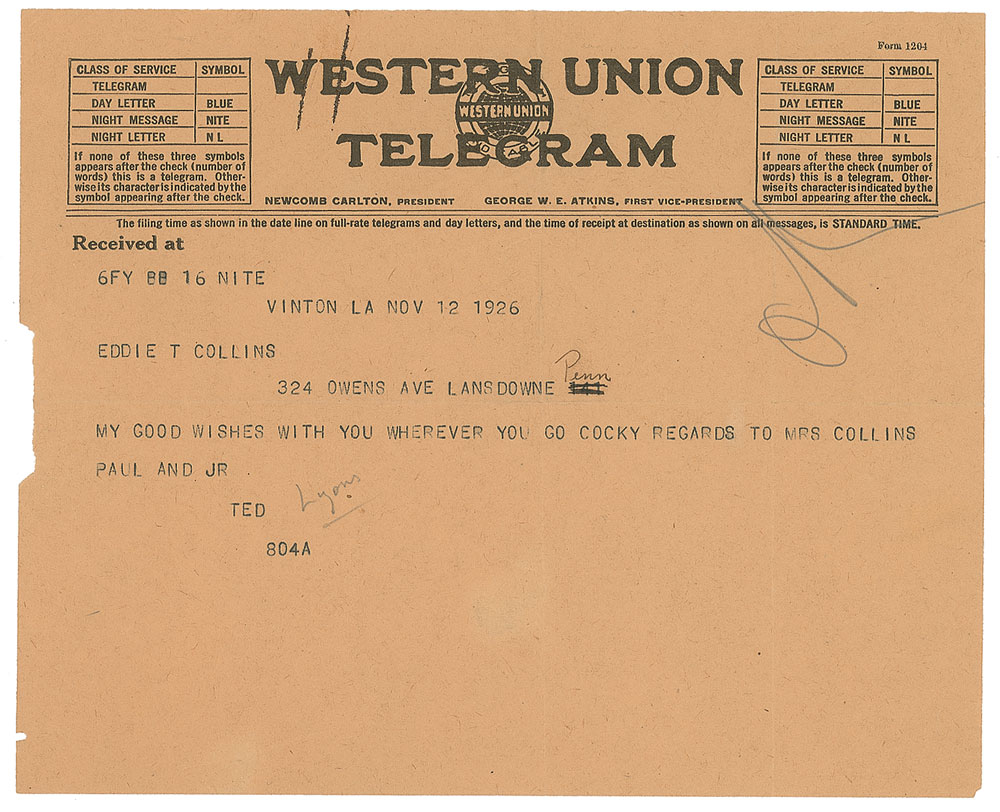 Form 1204
CLASS OF SERVICE SYMBOL
TELEGRAM
DAY LETTER BLUE
NIGHT MESSAGE NITE
NIGHT LETTER N L
If none of these three symbols
appears after the check (number of
words) this is a telegram. Other-
wise its character is indicated by the
symbol appearing after the check.
WESTERN UNION
WESTERN UNION
TELEGRAM
NEWCOMB CARLTON, PRESIDENT GEORGE W. E. ATKINS, FIRST VICE-PRESIDENT
CLASS OF SERVICE SYMBOL
TELEGRAM
DAY LETTER BLUE
NIGHT MESSAGE NITE
NIGHT LETTER N L
If none of these three symbols
appears after the check (number of
words) this is a telegram. Other-
wise its character is indicated by the
symbol appearing after the check.
The filing time as shown in the date line on full-rate telegrams and day letters, and the time of receipt at destination as shown on all messages, is STANDARD TIME.
Received at
6FY BB 16 NITE
VINTON LA NOV 12 1926
EDDIE T COLLINS
Penn
324 OWENS AVE LANSDOWNE 141
MY GOOD WISHES WITH YOU WHEREVER YOU GO COCKY REGARDS TO MRS COLLINS
PAUL AND JR .
TED Lyons
804A